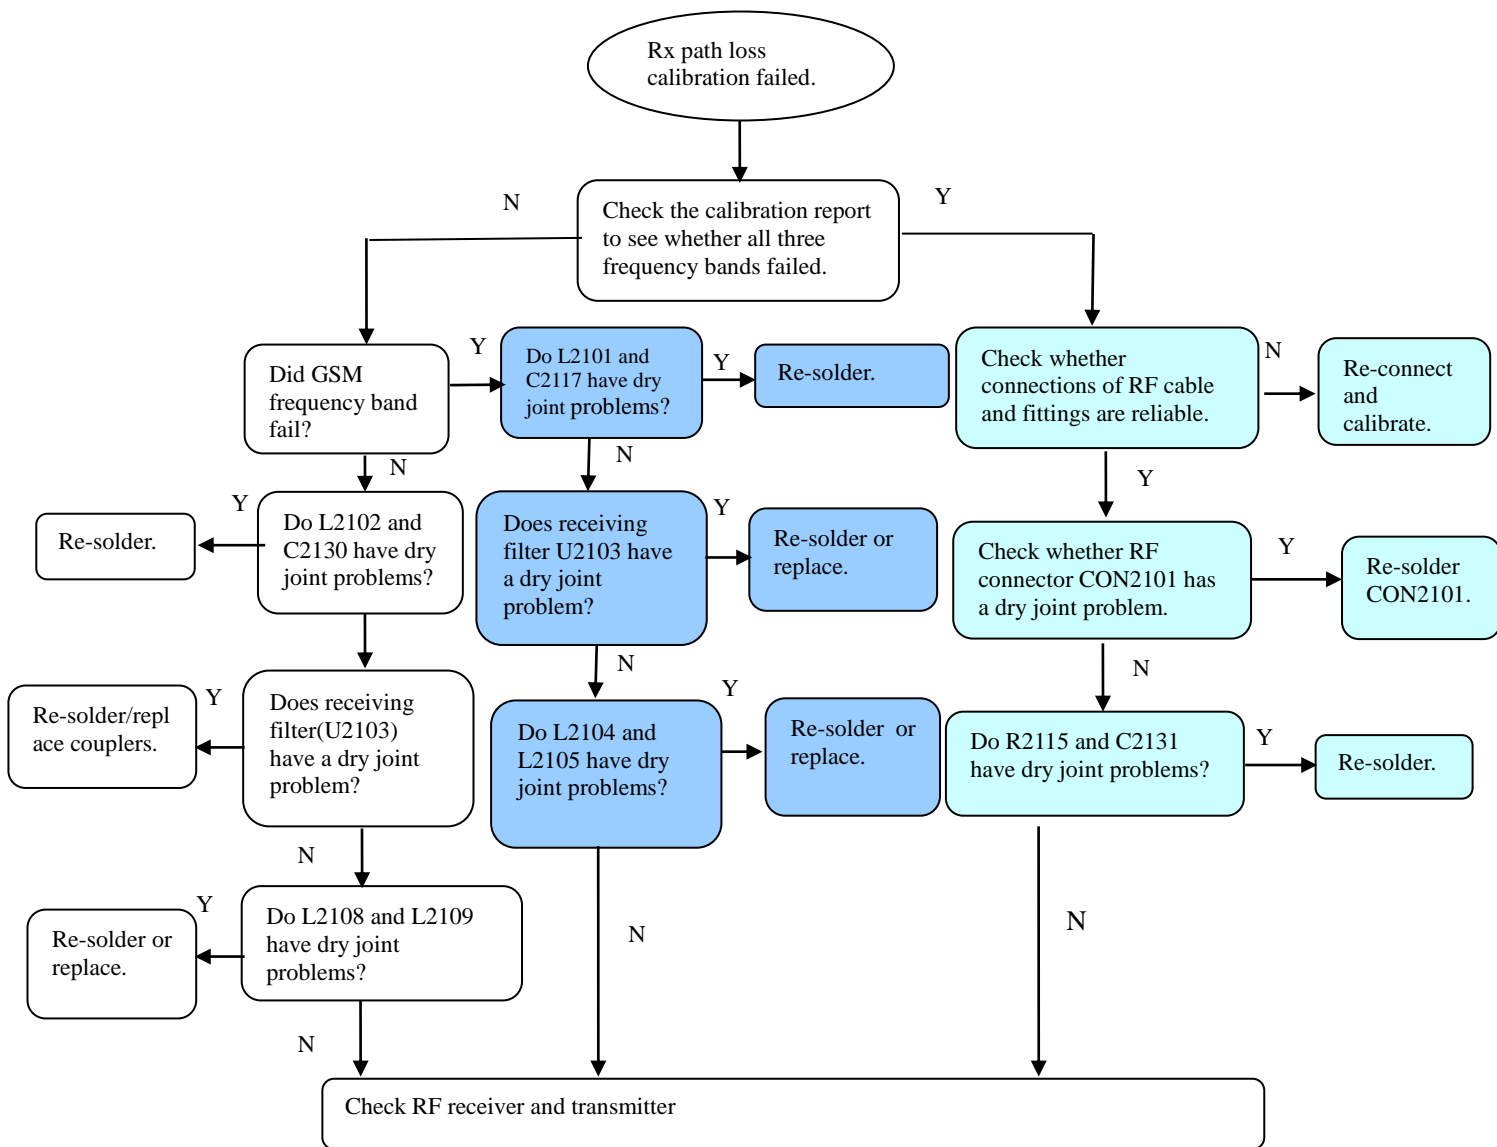 Rx path loss
calibration failed.
N
Y
Check the calibration report
to see whether all three
frequency bands failed.
Did GSM
frequency band
fail?
Y
Do L2101 and
C2117 have dry
joint problems?
Y
Re-solder.
Check whether
connections of RF cable
and fittings are reliable.
N
Re-connect
and
calibrate.
N
N
Y
Y
Re-solder.
Do L2102 and
C2130 have dry
joint problems?
Does receiving
filter U2103 have
a dry joint
problem?
Y
Re-solder or
replace.
Check whether RF
connector CON2101 has
a dry joint problem.
Y
Re-solder
CON2101.
N
N
Y
Re-solder/repl
ace couplers.
Does receiving
filter(U2103)
have a dry joint
problem?
Do L2104 and
L2105 have dry
joint problems?
Y
Re-solder  or
replace.
Do R2115 and C2131
have dry joint problems?
Y
Re-solder.
N
Y
Re-solder or
replace.
Do L2108 and L2109
have dry joint
problems?
N
N
N
Check RF receiver and transmitter